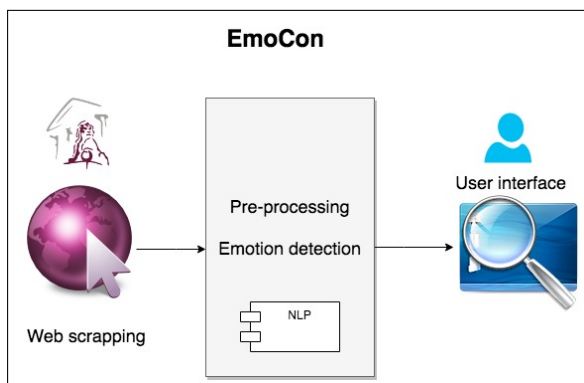 EmoCon
Web scrapping
Pre-processing
Emotion detection
NLP
User interface